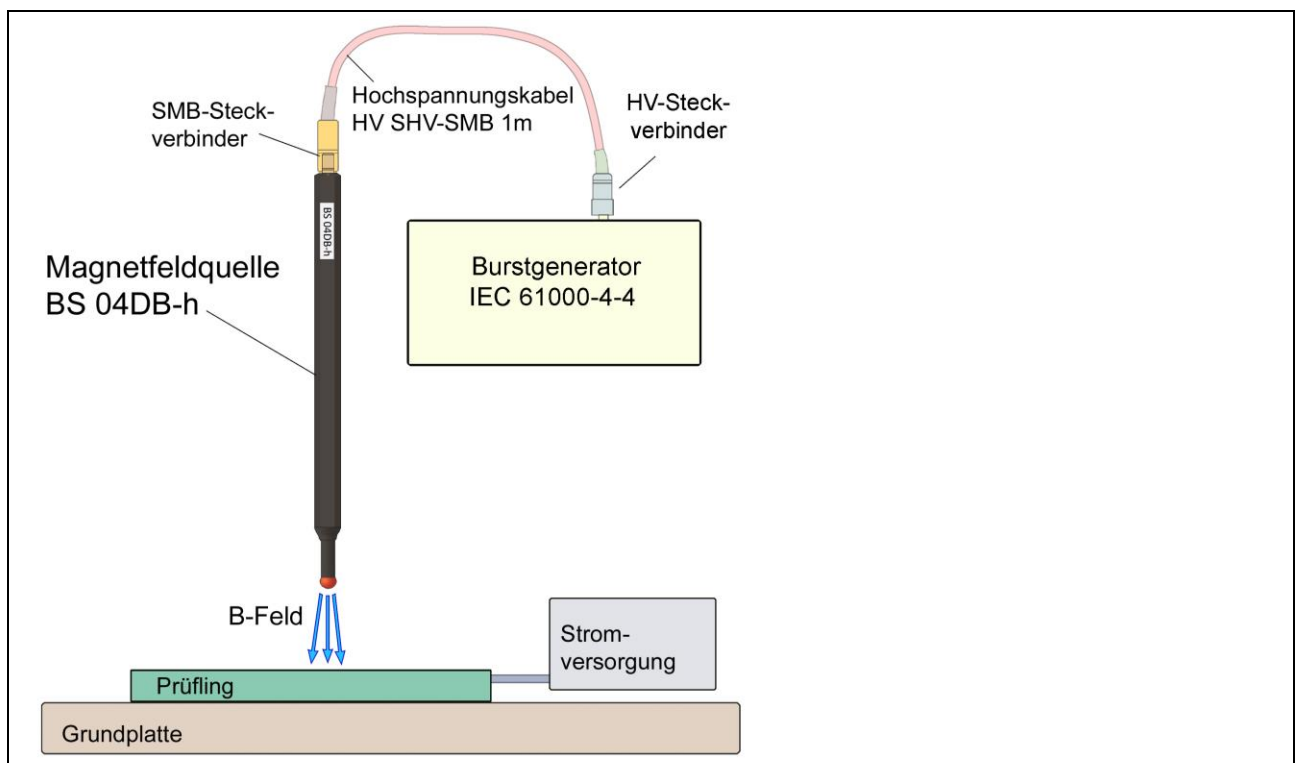 Hochspannungskabel
HV SHV-SMB 1m
SMB-Steck-
verbinder
HV-Steck-
verbinder
BS 04DB-h
Magnetfeldquelle
BS 04DB-h
Burstgenerator
IEC 61000-4-4
B-Feld
Strom-
versorgung
Prüfling
Grundplatte